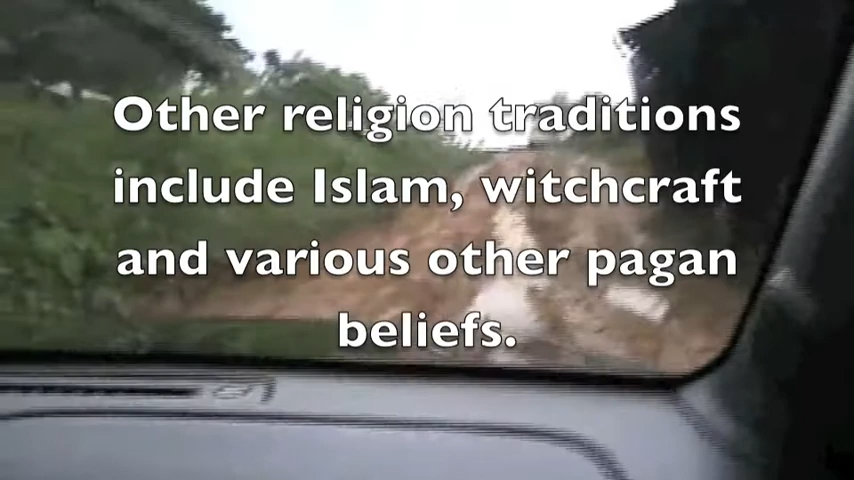 Other religion traditions
include Islam, witchcraft
and various other pagan
beliefs.